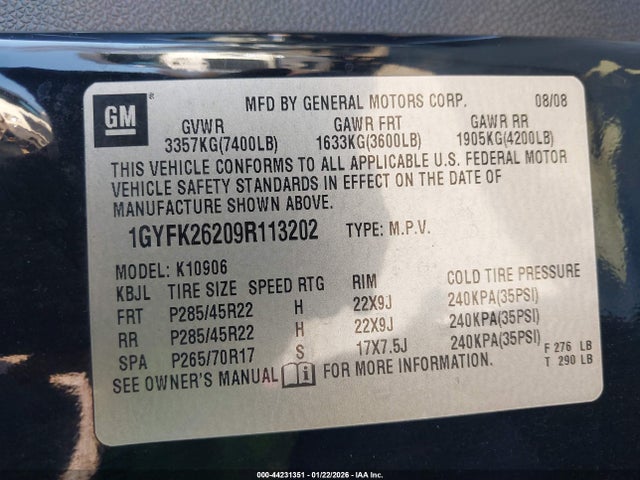 GM
MFD BY GENERAL MOTORS CORP. 08/08
GVWR GAWR FRT GAWR RR
3357KG(7400LB) 1633KG(3600LB) 1905KG(4200LB)
THIS VEHICLE CONFORMS TO ALL APPLICABLE U.S. FEDERAL MOTOR
VEHICLE SAFETY STANDARDS IN EFFECT ON THE DATE OF
MANUFACTURE SHOWN ABOVE.
1GYFK26209R113202 TYPE: M.P.V.
MODEL: K10906
KBJL TIRE SIZE SPEED RTG RIM COLD TIRE PRESSURE
FRT P285/45R22 H 22X9J 240KPA(35PSI)
RR P285/45R22 H 22X9J 240KPA(35PSI)
SPA P265/70R17 S 17X7.5J 240KPA(35PSI)
F 276 LB
T 290 LB
SEE OWNER'S MANUAL FOR MORE INFORMATION.
000-44231351 | 01/22/2026 - IAA Inc.